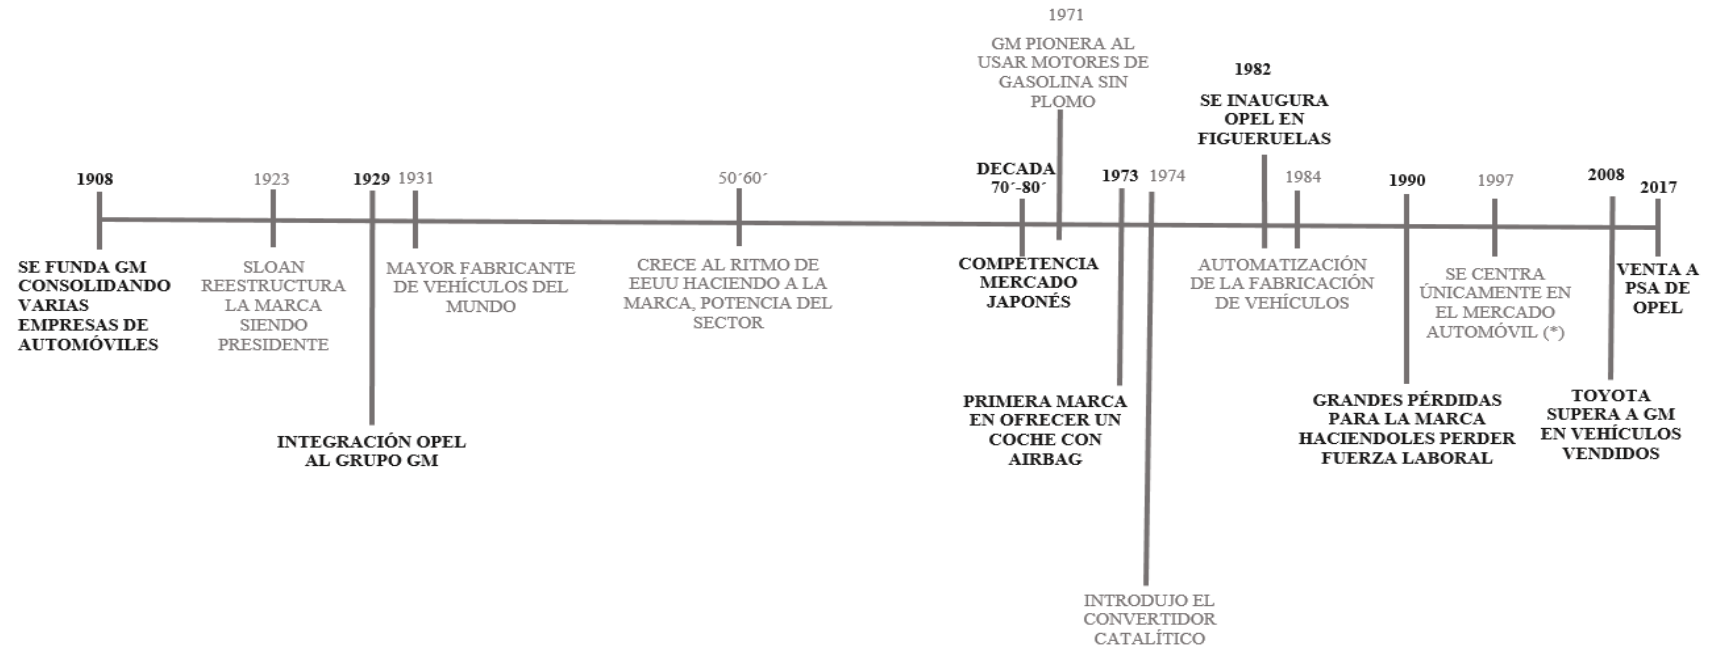 1908
SE FUNDA GM
CONSOLIDANDO
VARIAS
EMPRESAS DE
AUTOMÓVILES
1923
SLOAN
REESTRUCTURA
LA MARCA
SIENDO
PRESIDENTE
1929
INTEGRACIÓN OPEL
AL GRUPO GM
1931
MAYOR FABRICANTE
DE VEHÍCULOS DEL
MUNDO
50´60´
CRECE AL RITMO DE
EEUU HACIENDO A LA
MARCA, POTENCIA DEL
SECTOR
DECADA
70´-80´
COMPETENCIA
MERCADO
JAPONÉS
1971
GM PIONERA AL
USAR MOTORES DE
GASOLINA SIN
PLOMO
1973
PRIMERA MARCA
EN OFRECER UN
COCHE CON
AIRBAG
1974
INTRODUJO EL
CONVERTIDOR
CATALÍTICO
1982
SE INAUGURA
OPEL EN
FIGUERUELAS
1984
AUTOMATIZACIÓN
DE LA FABRICACIÓN
DE VEHÍCULOS
1990
GRANDES PÉRDIDAS
PARA LA MARCA
HACIENDOLES PERDER
FUERZA LABORAL
1997
SE CENTRA
ÚNICAMENTE EN
EL MERCADO
AUTOMÓVIL (*)
2008
TOYOTA
SUPERA A GM
EN VEHÍCULOS
VENDIDOS
2017
VENTA A
PSA DE
OPEL